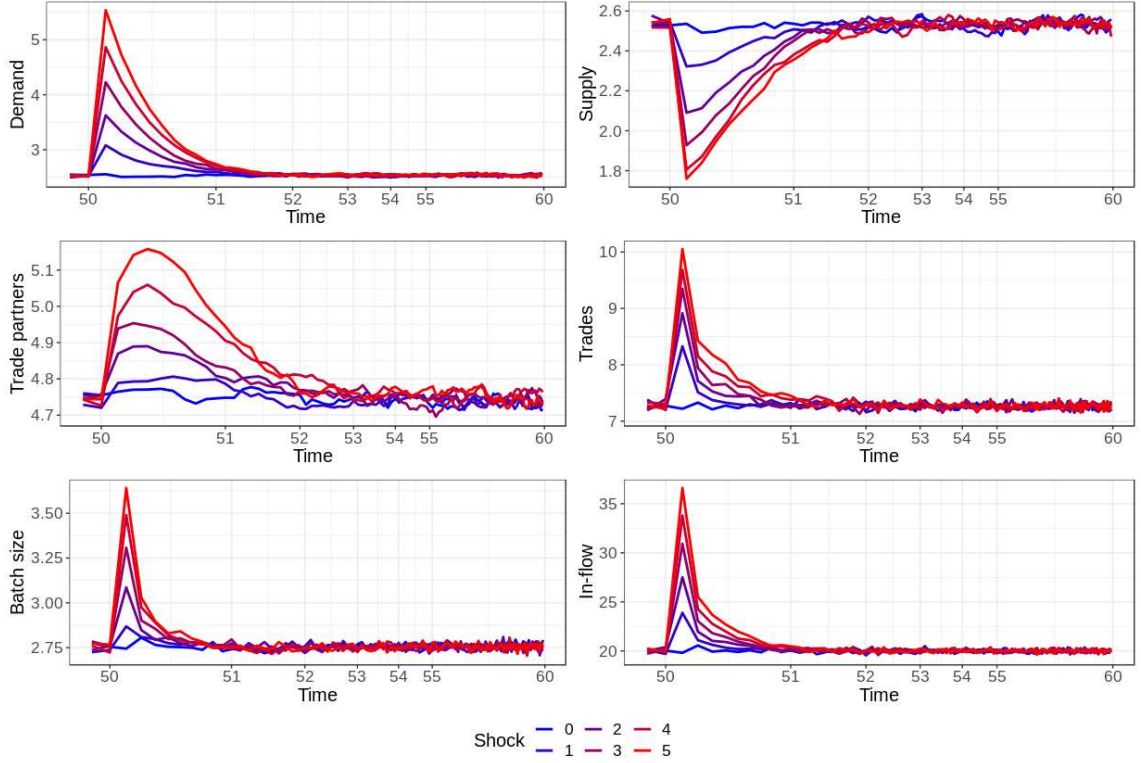 Demand
5
4
3
50 51 52 53 54 55 60
Time
Supply
2.6
2.4
2.2
2.0
1.8
50 51 52 53 54 55 60
Time
Trade partners
5.1
5.0
4.9
4.8
4.7
50 51 52 53 54 55 60
Time
Trades
10
9
8
7
50 51 52 53 54 55 60
Time
Batch size
3.50
3.25
3.00
2.75
50 51 52 53 54 55 60
Time
In-flow
35
30
25
20
50 51 52 53 54 55 60
Time
Shock
0 2 4
1 3 5